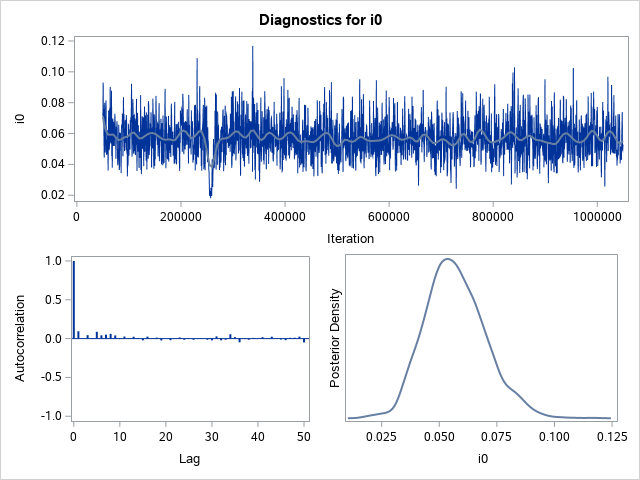 Diagnostics for i0
0.12
0.10
0.08
0.06
0.04
0.02
i0
0 200000 400000 600000 800000 1000000
Iteration
1.0
0.5
0.0
-0.5
-1.0
Autocorrelation
0 10 20 30 40 50
Lag
Posterior Density
0.025 0.050 0.075 0.100 0.125
i0